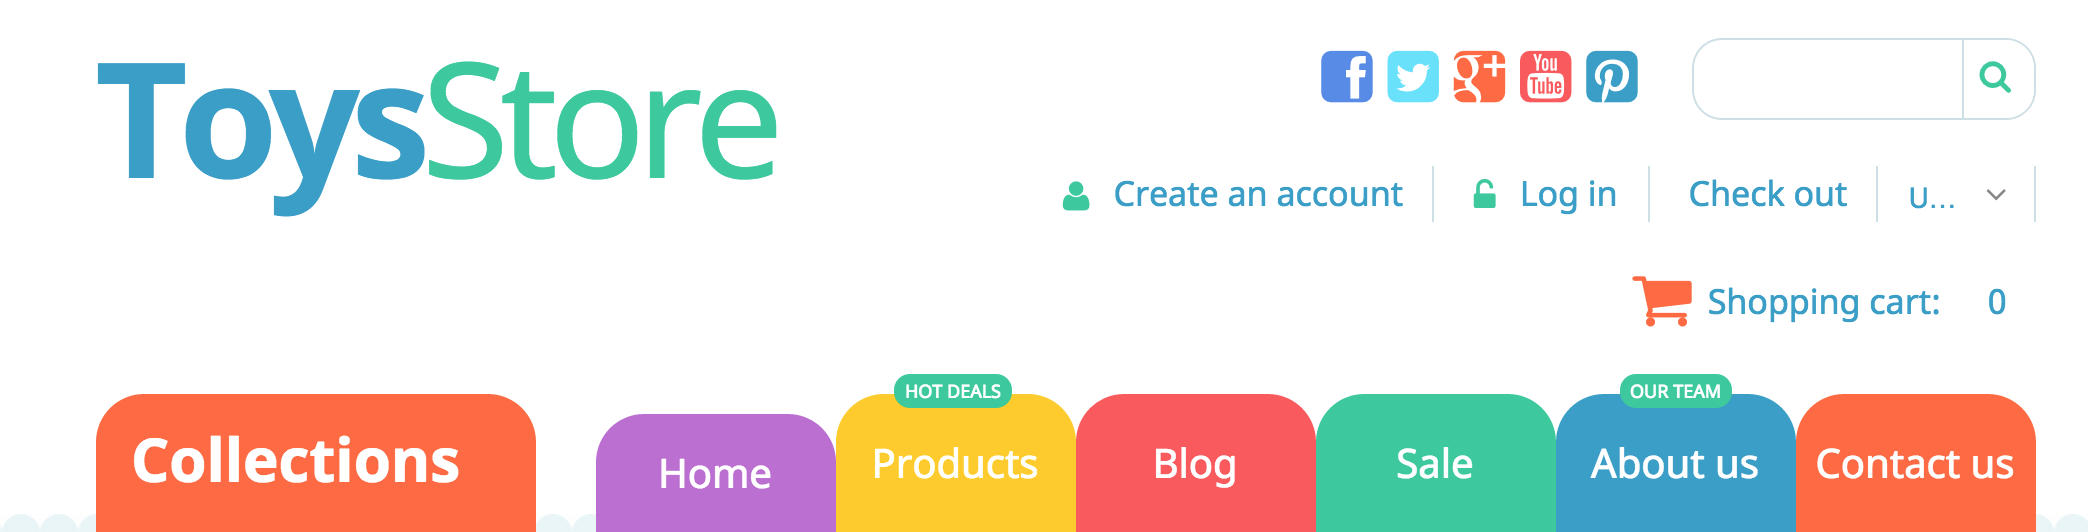 ToysStore
You
Tube
Create an account
Log in
Check out
U...
Shopping cart: 0
Collections
Home
HOT DEALS
Products
Blog
Sale
OUR TEAM
About us
Contact us